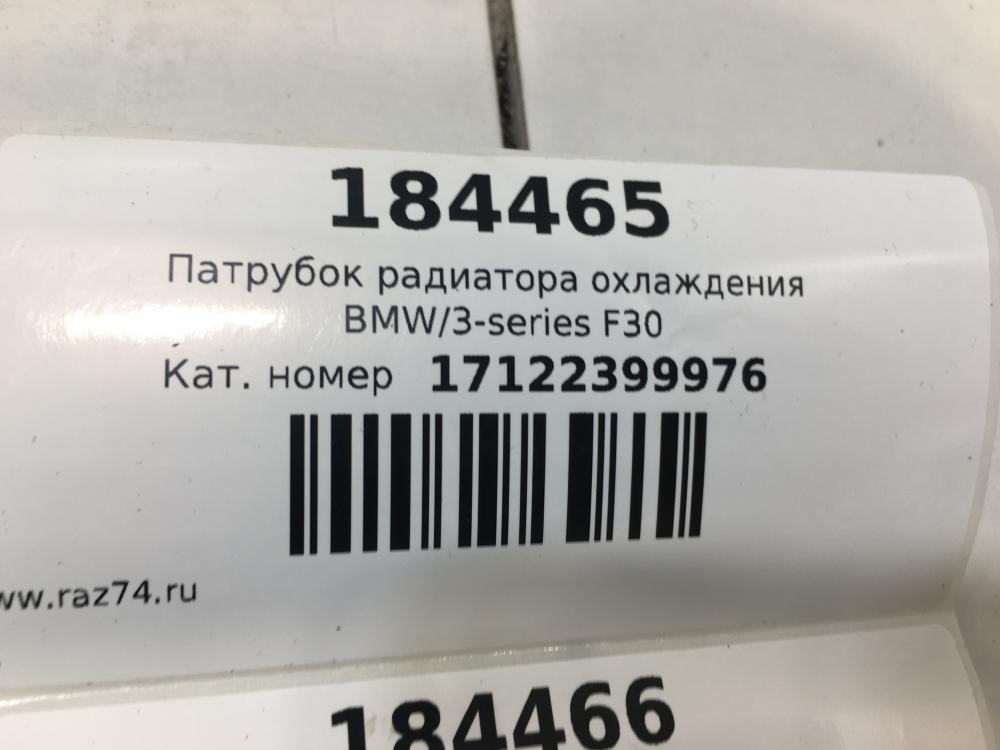 184465
Патрубок радиатора охлаждения
BMW/3-series F30
Кат. номер 17122399976
ww.raz74.ru
184466